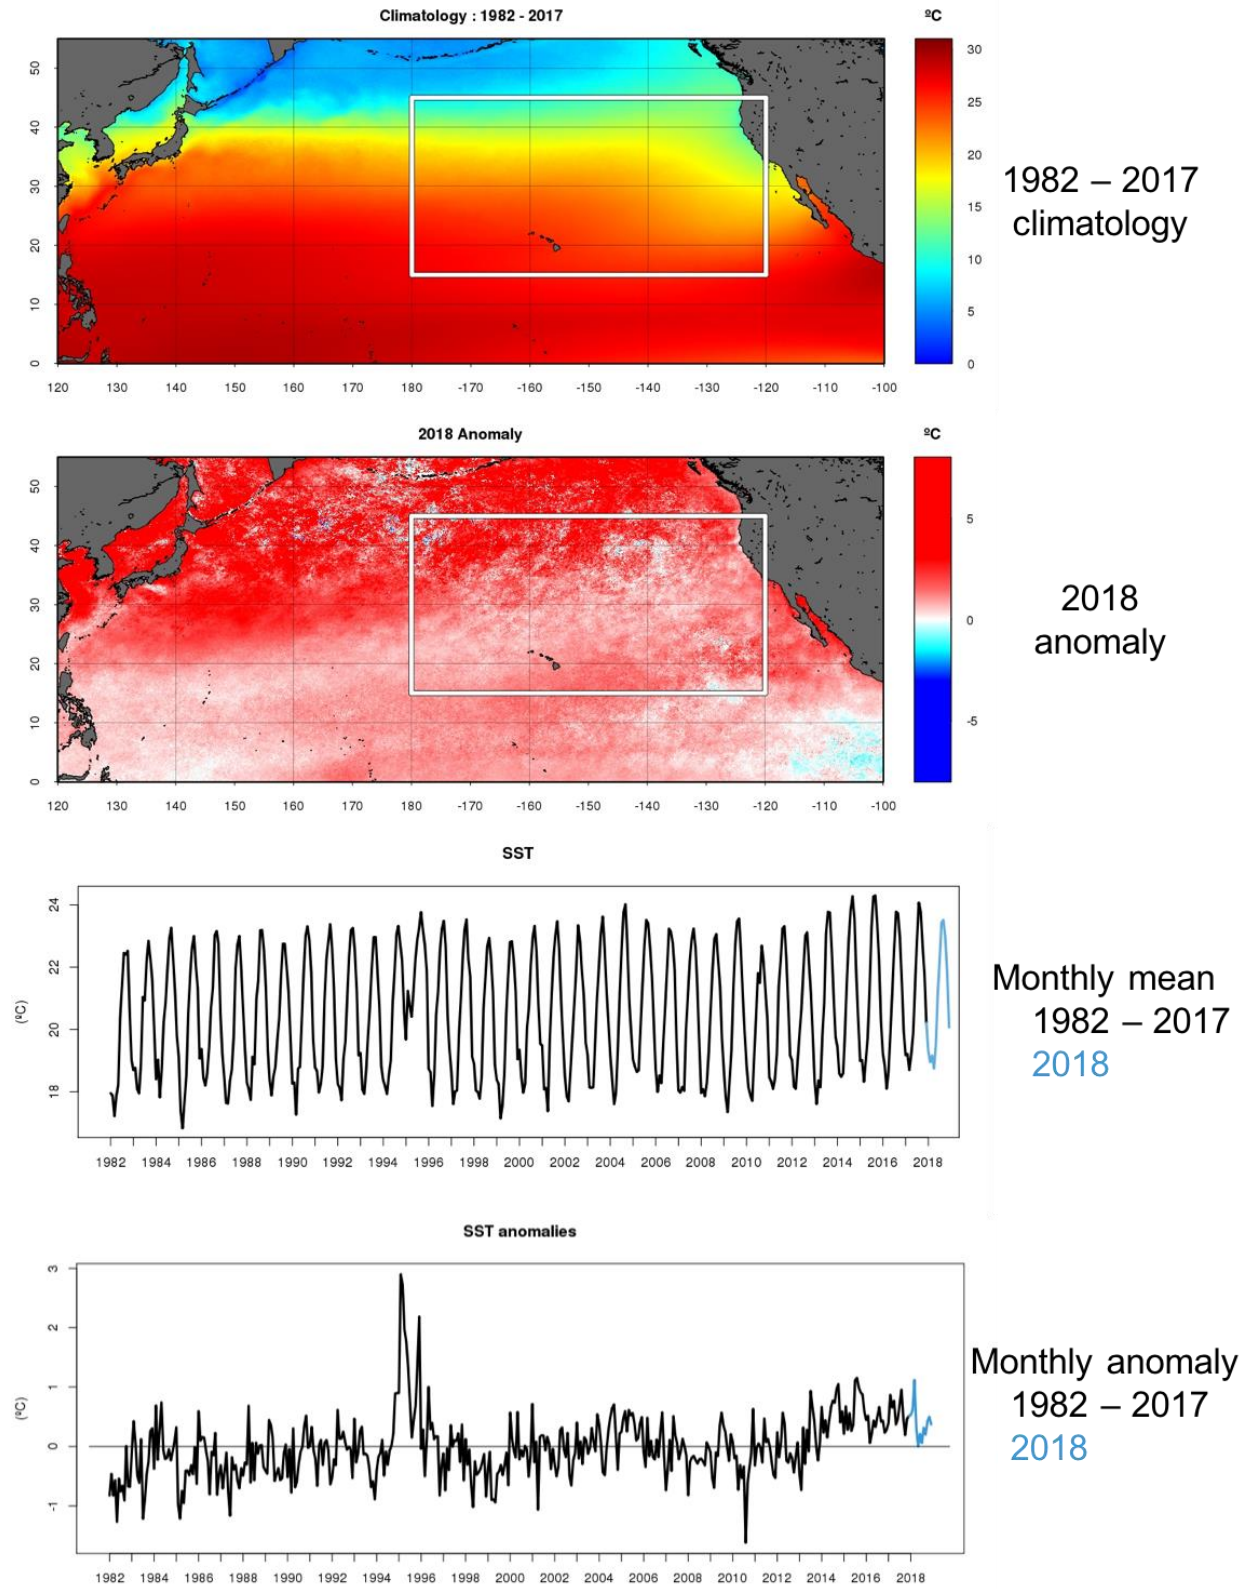 Climatology : 1982 - 2017
ºC
50
40
30
20
10
0
120 130 140 150 160 170 180 -170 -160 -150 -140 -130 -120 -110 -100
30
25
20
15
10
5
0
1982 – 2017
climatology
2018 Anomaly
ºC
50
40
30
20
10
0
120 130 140 150 160 170 180 -170 -160 -150 -140 -130 -120 -110 -100
5
0
-5
2018
anomaly
SST
(ºC)
24
22
20
18
1982 1984 1986 1988 1990 1992 1994 1996 1998 2000 2002 2004 2006 2008 2010 2012 2014 2016 2018
Monthly mean
1982 – 2017
2018
SST anomalies
(ºC)
3
2
1
0
-1
1982 1984 1986 1988 1990 1992 1994 1996 1998 2000 2002 2004 2006 2008 2010 2012 2014 2016 2018
Monthly anomaly
1982 – 2017
2018